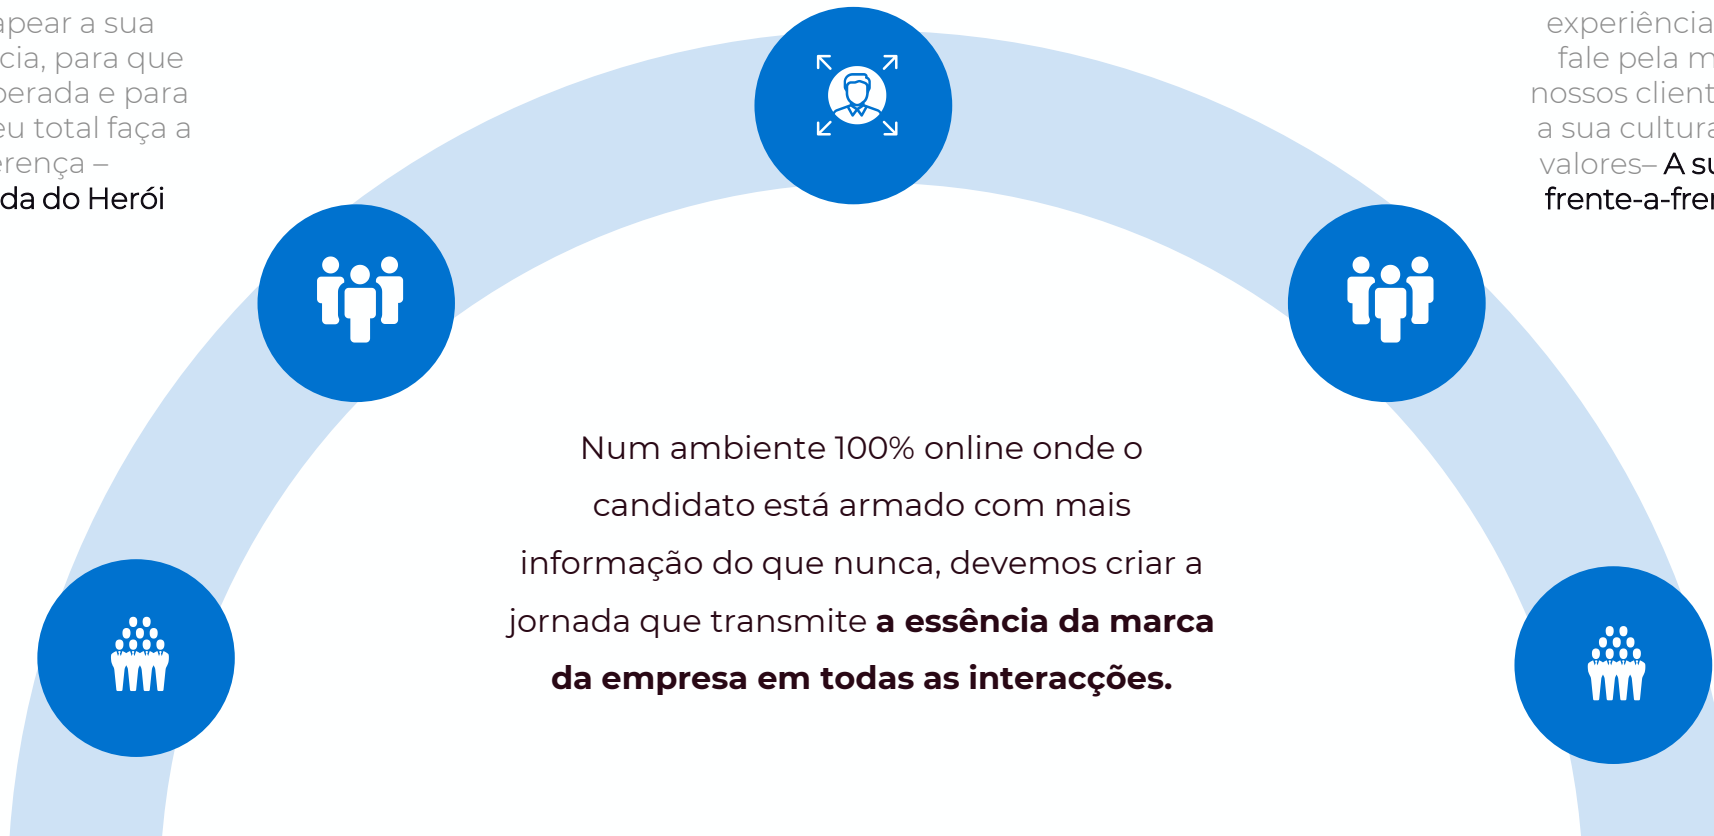 apear a sua
cia, para que
perada e para
eu total faça a
erença –
da do Herói
experiência
fale pela m
nossos client
a sua cultura
valores– A su
frente-a-fren
Num ambiente 100% online onde o
candidato está armado com mais
informação do que nunca, devemos criar a
jornada que transmite a essência da marca
da empresa em todas as interacções.